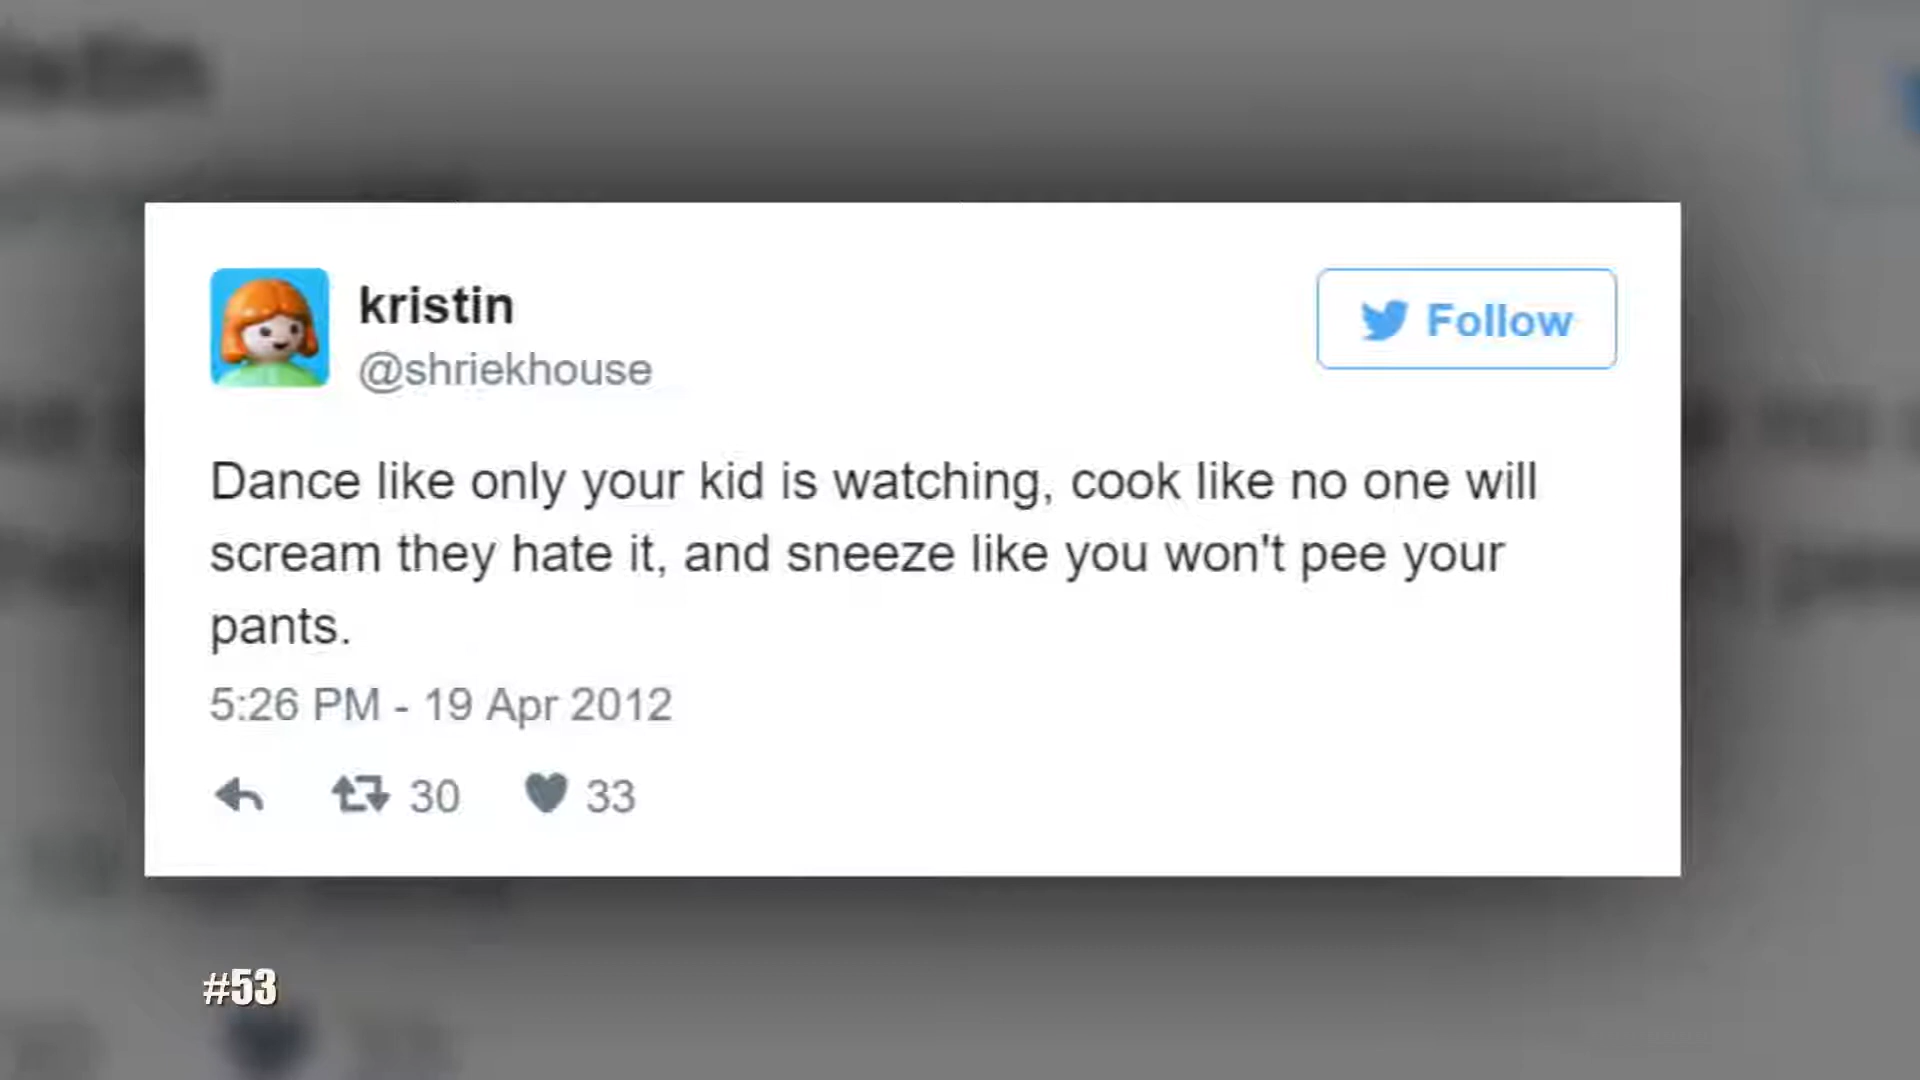 kristin
@shriekhouse
Follow
Dance like only your kid is watching, cook like no one will
scream they hate it, and sneeze like you won't pee your
pants.
5:26 PM - 19 Apr 2012
30 33
#53